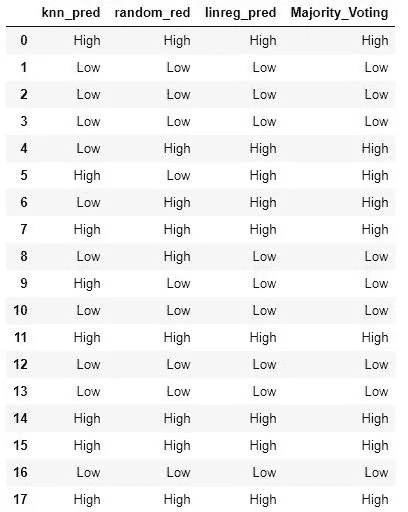 knn_pred random_red linreg_pred Majority_Voting
0 High High High High
1 Low Low Low Low
2 Low Low Low Low
3 Low Low Low Low
4 Low High High High
5 High Low High High
6 Low High High High
7 High High High High
8 Low High Low Low
9 High Low Low Low
10 Low Low Low Low
11 High High High High
12 Low Low Low Low
13 Low Low Low Low
14 High High High High
15 High High High High
16 Low Low Low Low
17 High High High High